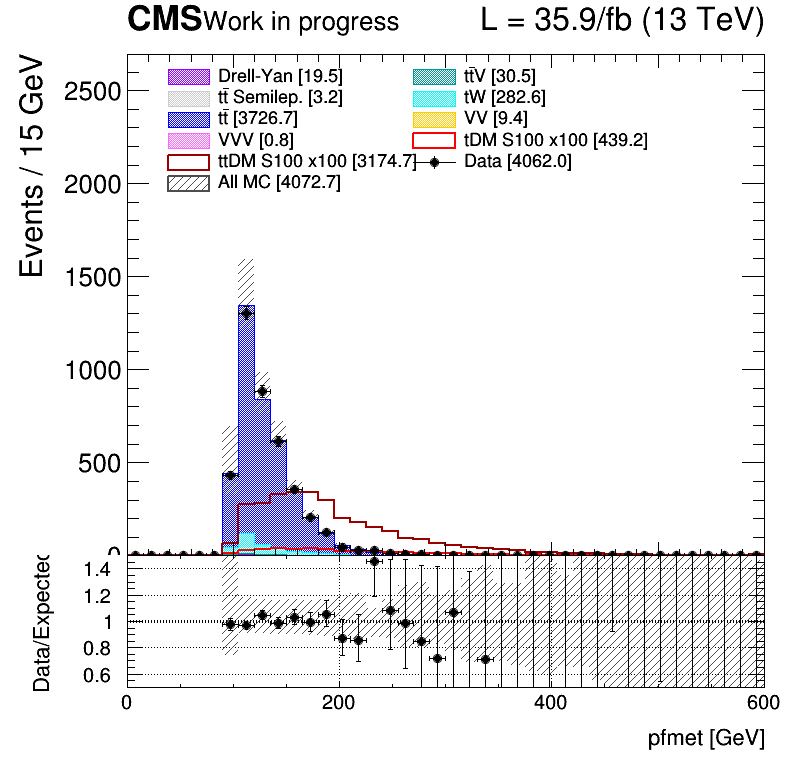 CMS Work in progress L = 35.9/fb (13 TeV)
Events / 15 GeV
2500
2000
1500
1000
500
0
Drell-Yan [19.5]
tt̄V [30.5]
tt̄ Semilep. [3.2]
tW [282.6]
tt̄ [3726.7]
VV [9.4]
VVV [0.8]
tDM S100 x100 [439.2]
ttDM S100 x100 [3174.7]
Data [4062.0]
All MC [4072.7]
Data/Expected
1.4
1.2
1
0.8
0.6
0 200 400 600
pfmet [GeV]